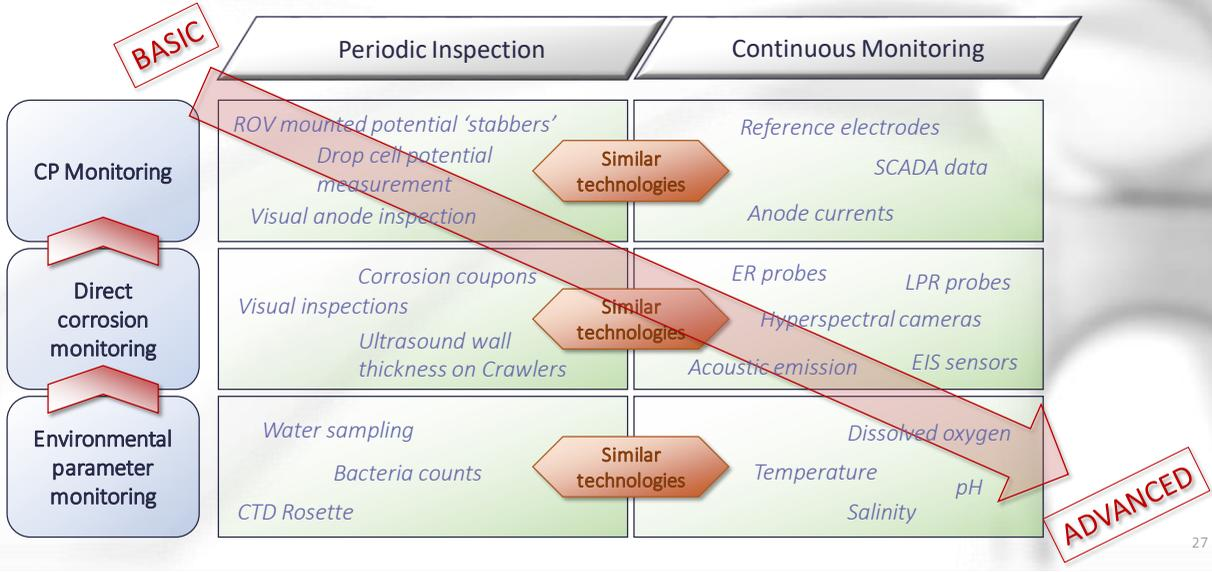 BASIC
Periodic Inspection
Continuous Monitoring
CP Monitoring
ROV mounted potential ‘stabbers’
Drop cell potential
measurement
Visual anode inspection
Similar
technologies
Reference electrodes
SCADA data
Anode currents
Direct
corrosion
monitoring
Corrosion coupons
Visual inspections
Ultrasound wall
thickness on Crawlers
Similar
technologies
ER probes
LPR probes
Hyperspectral cameras
Acoustic emission
EIS sensors
Environmental
parameter
monitoring
Water sampling
Bacteria counts
CTD Rosette
Similar
technologies
Dissolved oxygen
Temperature
pH
Salinity
ADVANCED
27